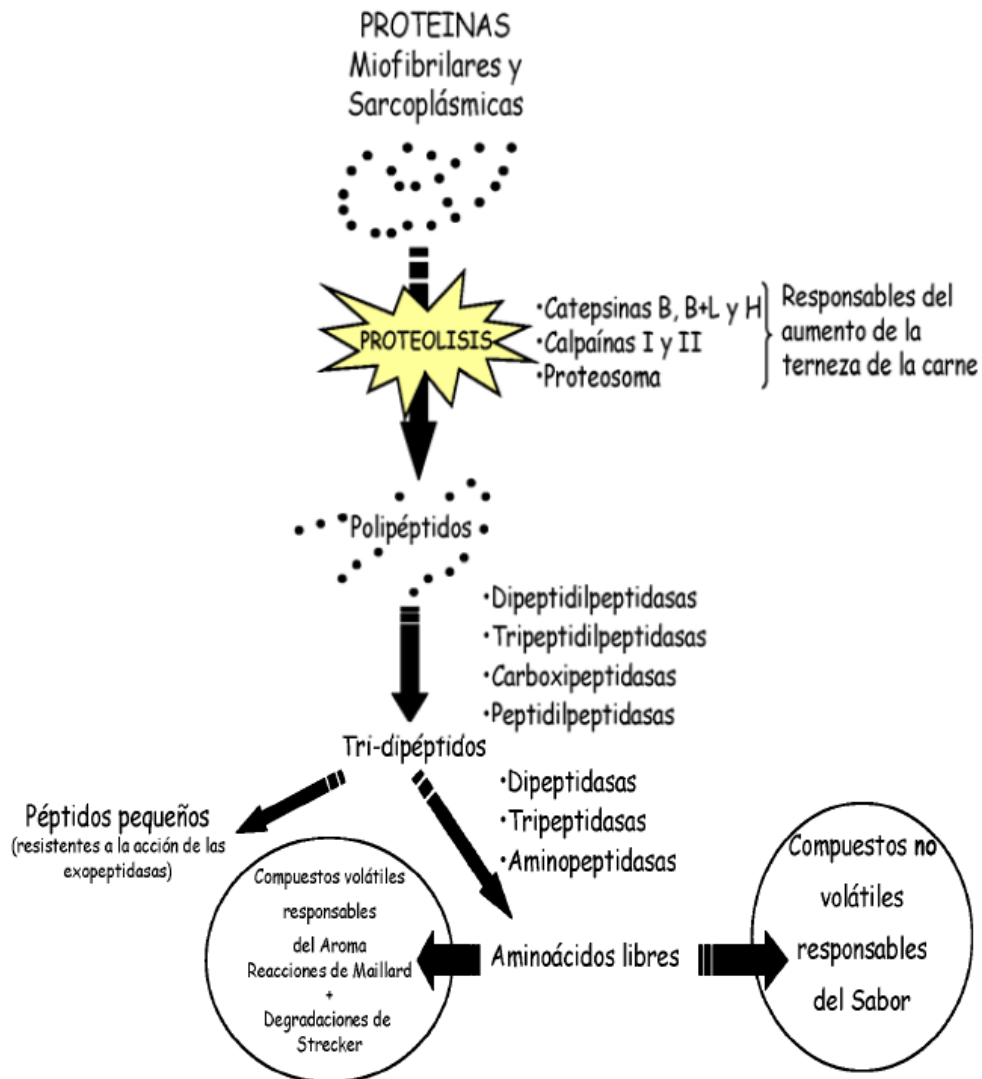 PROTEINAS
Miofibrilares y
Sarcoplásmicas
PROTEOLISIS
•Catepsinas B, B+L y H
•Calpaínas I y II
•Proteosoma
Responsables del
aumento de la
terneza de la carne
Polipéptidos
•Dipeptidilpeptidasas
•Tripeptidilpeptidasas
•Carboxipeptidasas
•Peptidilpeptidasas
Tri-dipéptidos
•Dipeptidasas
•Tripeptidasas
•Aminopeptidasas
Péptidos pequeños
(resistentes a la acción de las
exopeptidasas)
Compuestos volátiles
responsables
del Aroma
Reacciones de Maillard
+
Degradaciones de
Strecker
Aminoácidos libres
Compuestos no
volátiles
responsables
del Sabor